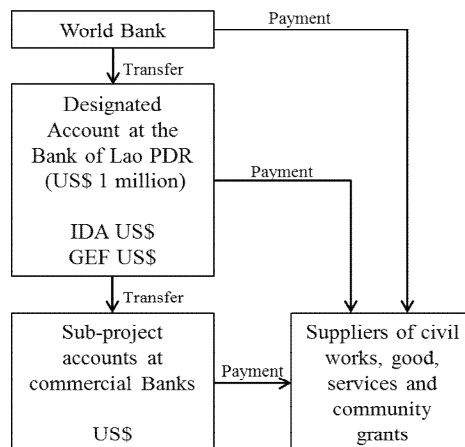 World Bank
Payment
Transfer
Designated
Account at the
Bank of Lao PDR
(US$ 1 million)
IDA US$
GEF US$
Payment
Transfer
Sub-project
accounts at
commercial Banks
US$
Payment
Suppliers of civil
works, good,
services and
community
grants